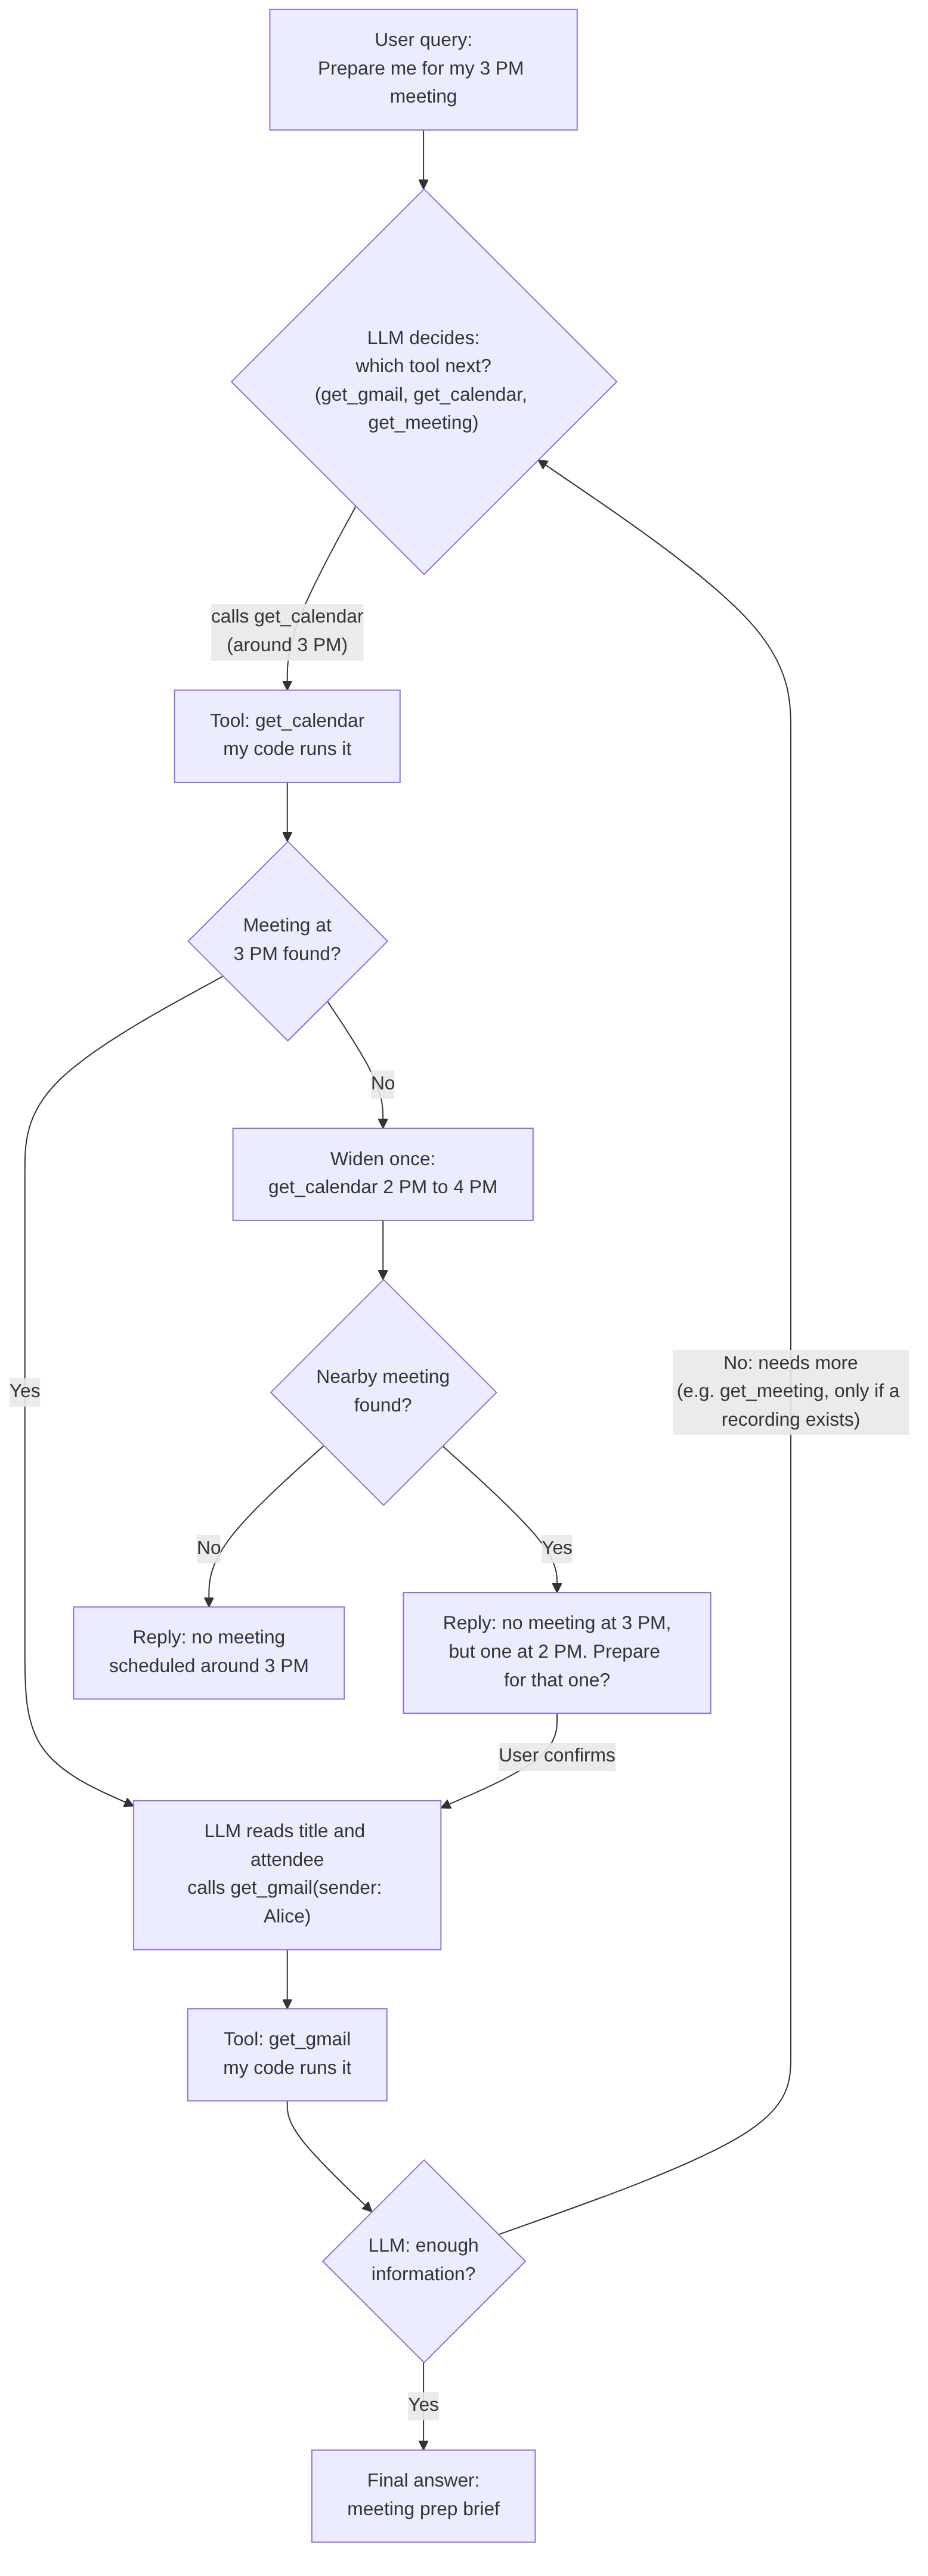 User query:
Prepare me for my 3 PM
meeting
LLM decides:
which tool next?
(get_gmail, get_calendar,
get_meeting)
calls get_calendar
(around 3 PM)
Tool: get_calendar
my code runs it
Meeting at
3 PM found?
No
Widen once:
get_calendar 2 PM to 4 PM
Nearby meeting
found?
Yes
No: needs more
(e.g. get_meeting, only if a
recording exists)
No
Yes
Reply: no meeting
scheduled around 3 PM
Reply: no meeting at 3 PM,
but one at 2 PM. Prepare
for that one?
User confirms
LLM reads title and
attendee
calls get_gmail(sender:
Alice)
Tool: get_gmail
my code runs it
LLM: enough
information?
Yes
Final answer:
meeting prep brief